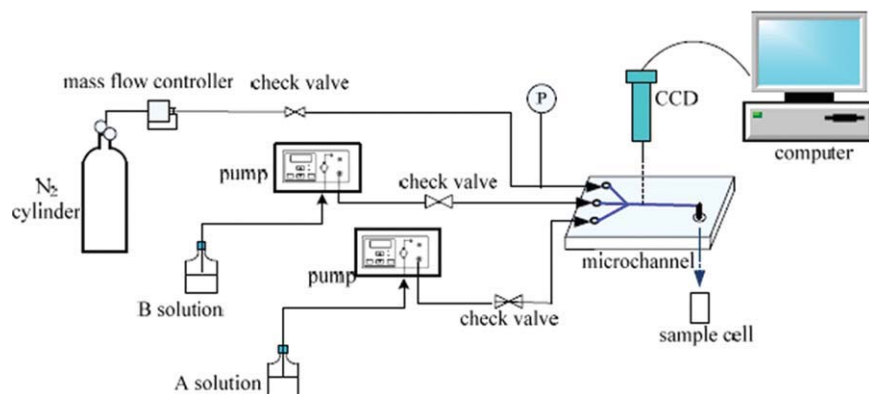 mass flow controller
check valve
P
CCD
computer
N2
cylinder
pump
check valve
B solution
pump
microchannel
check valve
sample cell
A solution